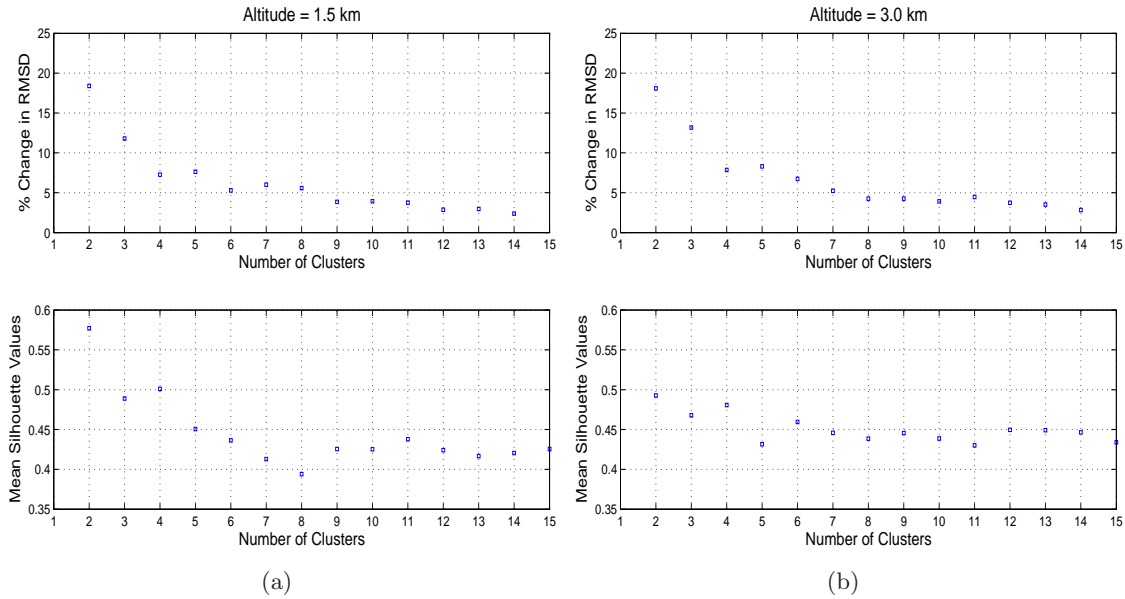 Altitude = 1.5 km
25
20
15
10
5
0
% Change in RMSD
1 2 3 4 5 6 7 8 9 10 11 12 13 14 15
Number of Clusters
0.6
0.55
0.5
0.45
0.4
0.35
Mean Silhouette Values
1 2 3 4 5 6 7 8 9 10 11 12 13 14 15
Number of Clusters
(a)
Altitude = 3.0 km
25
20
15
10
5
0
% Change in RMSD
1 2 3 4 5 6 7 8 9 10 11 12 13 14 15
Number of Clusters
0.6
0.55
0.5
0.45
0.4
0.35
Mean Silhouette Values
1 2 3 4 5 6 7 8 9 10 11 12 13 14 15
Number of Clusters
(b)